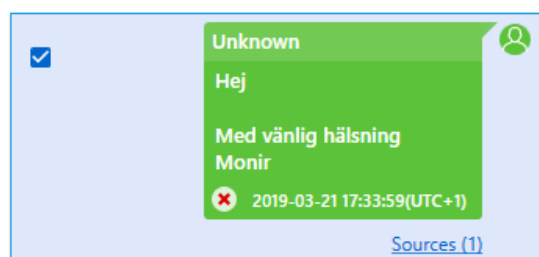 Unknown
Hej
Med vänlig hälsning
Monir
2019-03-21 17:33:59(UTC+1)
Sources (1)